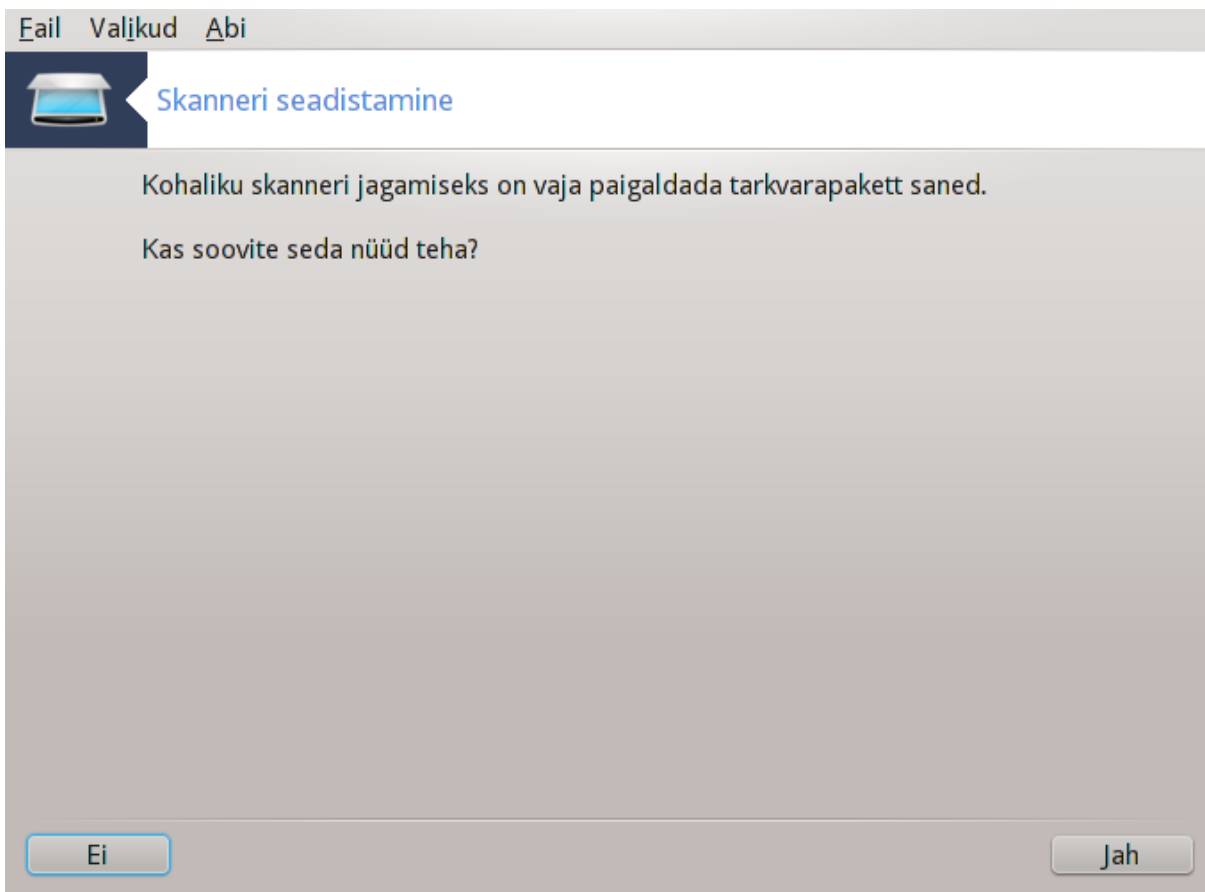 Fail Valikud Abi
Skanneri seadistamine
Kohaliku skanneri jagamiseks on vaja paigaldada tarkvarapakett saned.
Kas soovite seda nüüd teha?
Ei Jah